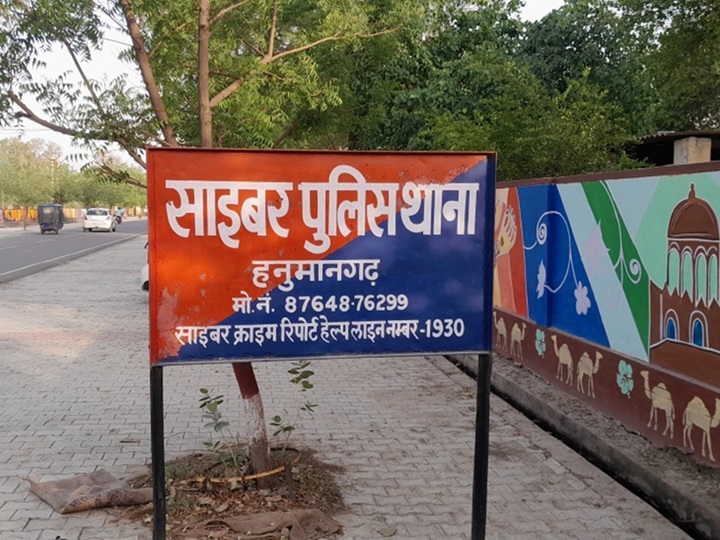 साइबर पुलिस थाना
हनुमानगढ़
मो.नं. 87648-76299
साइबर क्राइम रिपोर्ट हेल्प लाइन नम्बर-1930